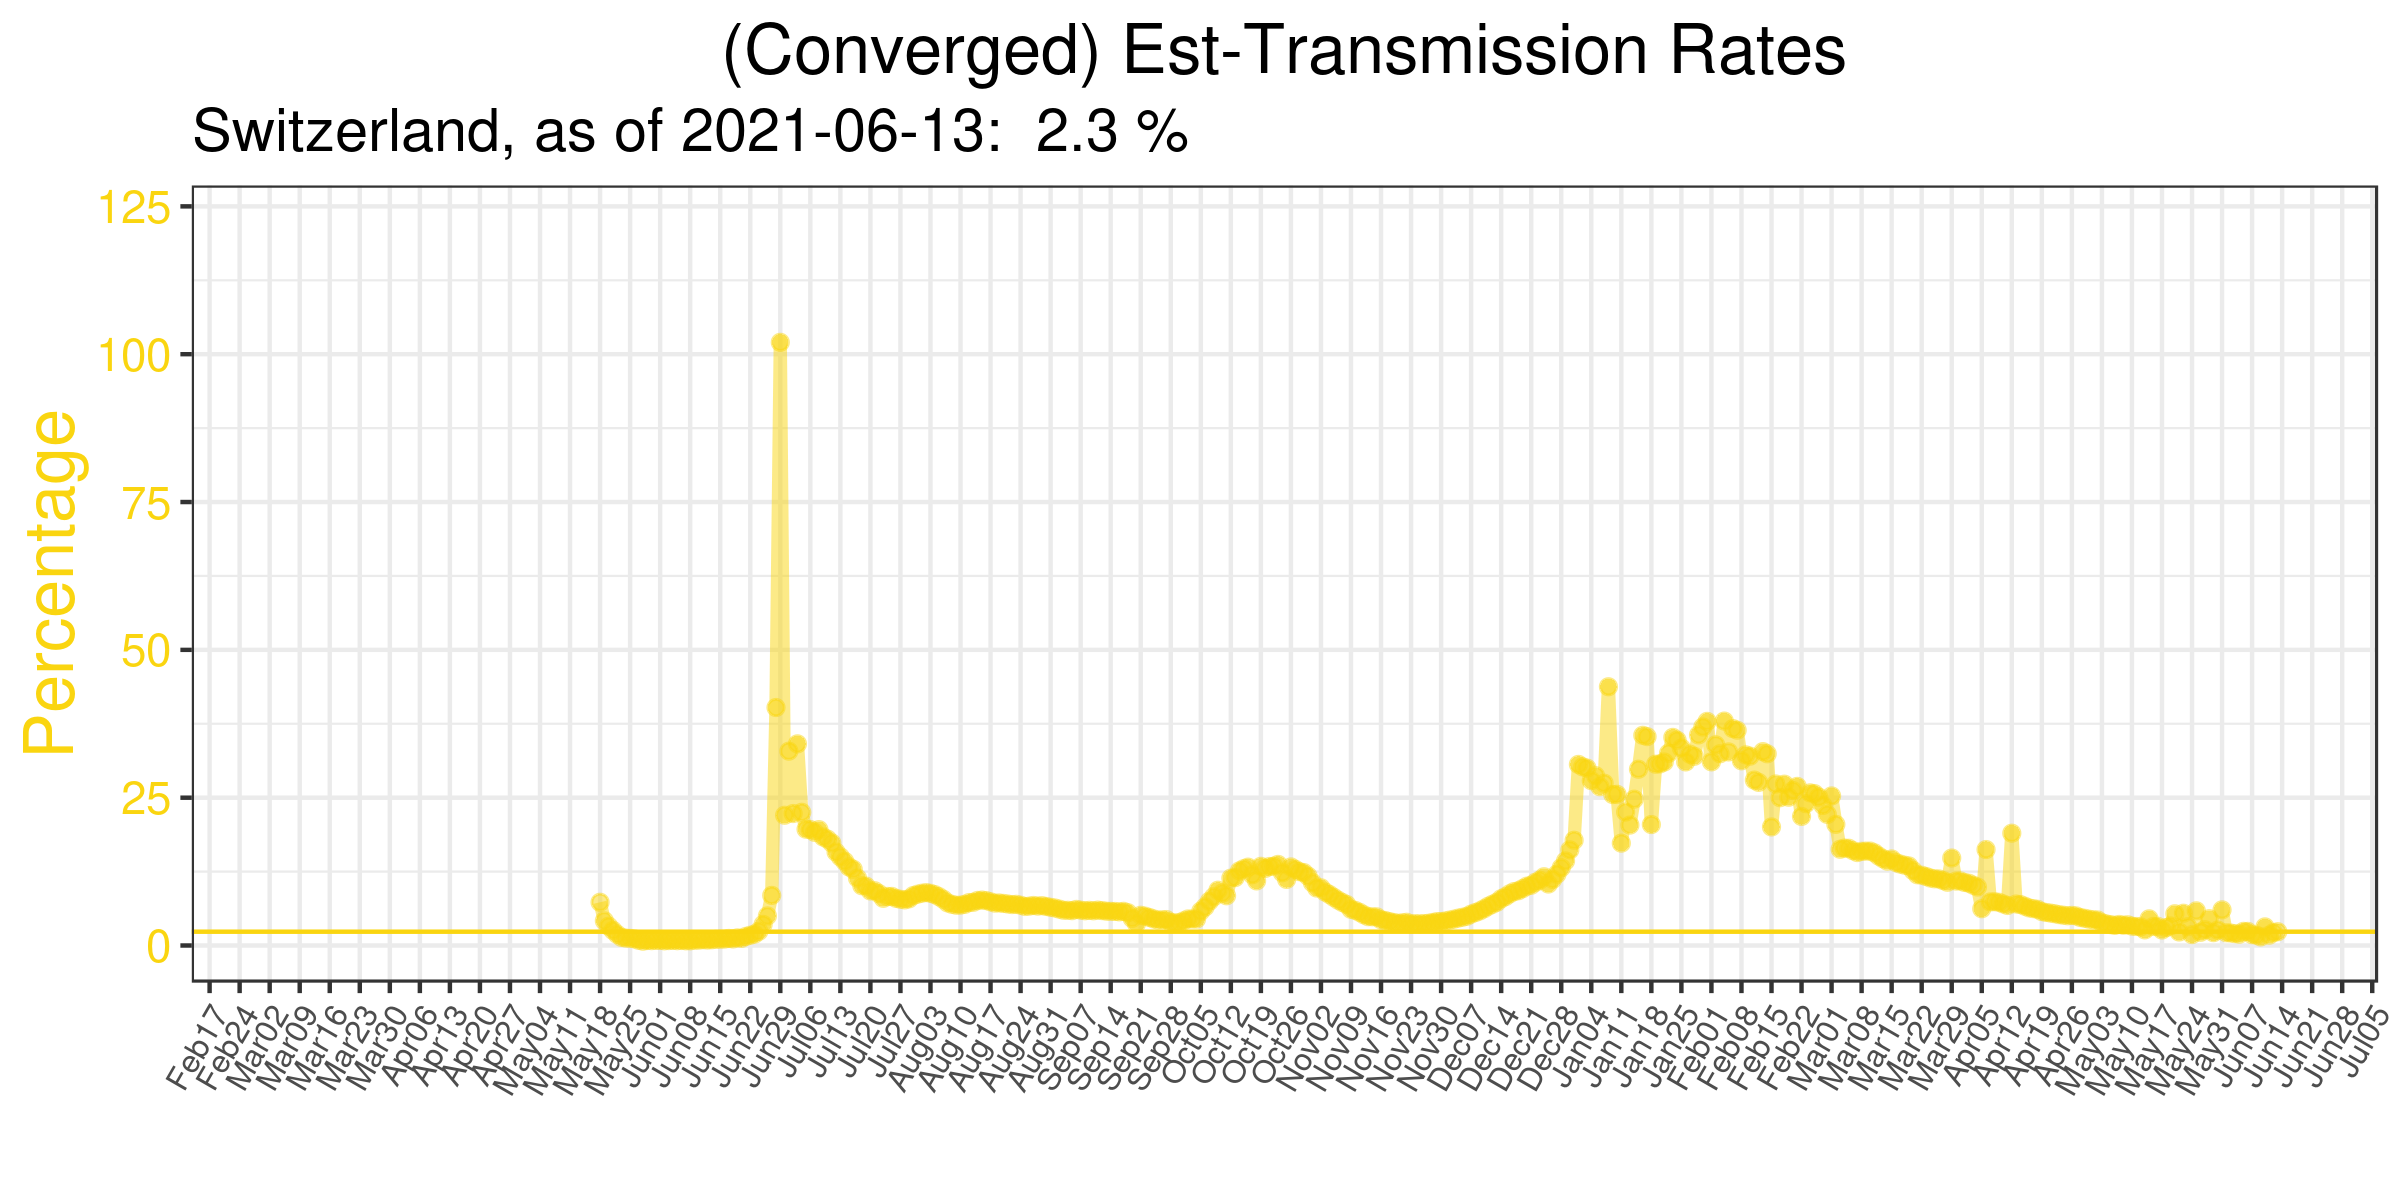 (Converged) Est-Transmission Rates
Switzerland, as of 2021-06-13:  2.3 %
Percentage
125
100
75
50
25
0
Feb17
Feb24
Mar02
Mar09
Mar16
Mar23
Mar30
Apr06
Apr13
Apr20
Apr27
May04
May11
May18
May25
Jun01
Jun08
Jun15
Jun22
Jun29
Jul06
Jul13
Jul20
Jul27
Aug03
Aug10
Aug17
Aug24
Aug31
Sep07
Sep14
Sep21
Sep28
Oct05
Oct12
Oct19
Oct26
Nov02
Nov09
Nov16
Nov23
Nov30
Dec07
Dec14
Dec21
Dec28
Jan04
Jan11
Jan18
Jan25
Feb01
Feb08
Feb15
Feb22
Mar01
Mar08
Mar15
Mar22
Mar29
Apr05
Apr12
Apr19
Apr26
May03
May10
May17
May24
May31
Jun07
Jun14
Jun21
Jun28
Jul05